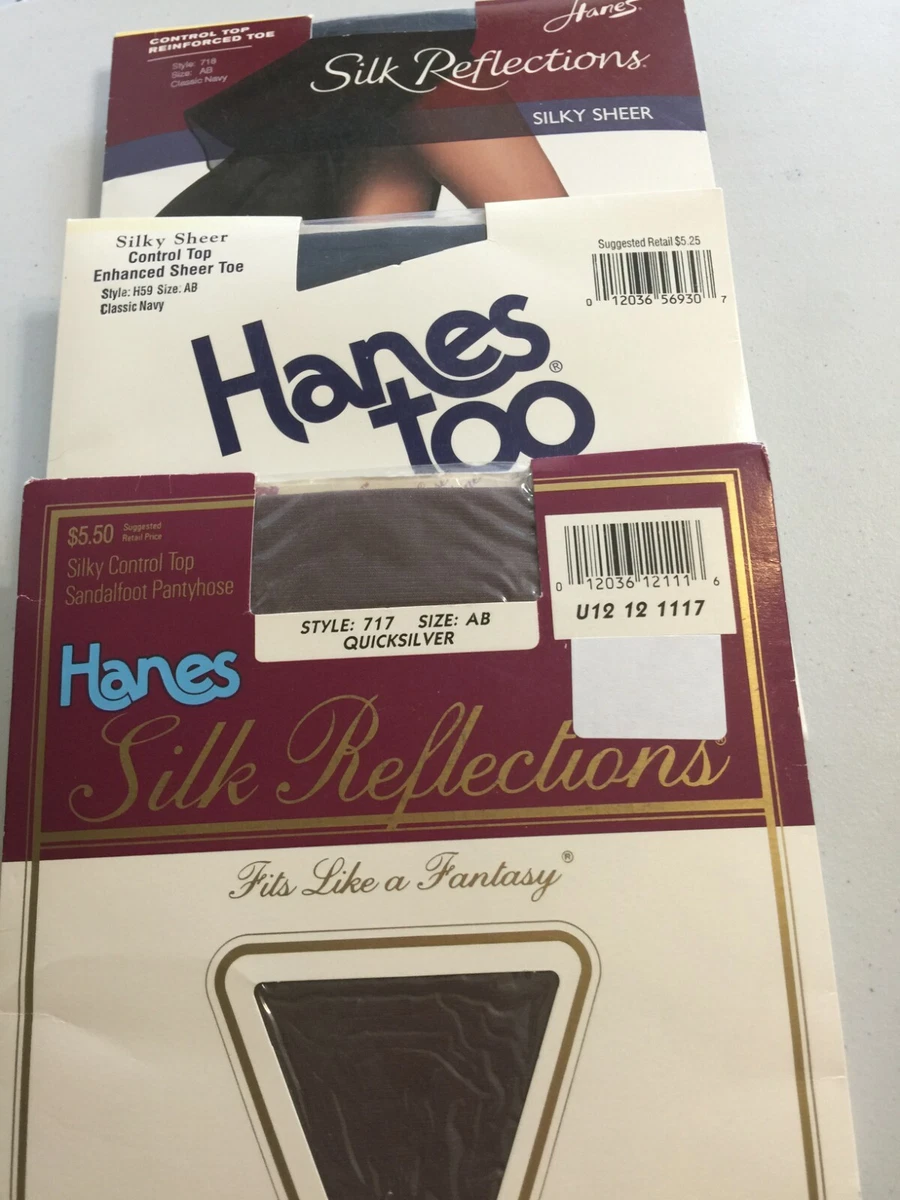 CONTROL TOP
REINFORCED TOE
Style: 718
Size: AB
Classic Navy
Hanes.
Silk Reflections.
SILKY SHEER
Silky Sheer
Control Top
Enhanced Sheer Toe
Style: H59 Size: AB
Classic Navy
Suggested Retail $5.25
0 12036 56930 7
Hanes
too®
$5.50 Suggested
Retail Price
Silky Control Top
Sandalfoot Pantyhose
0 12036 12111 6
U12 12 1117
STYLE: 717 SIZE: AB
QUICKSILVER
Hanes
Silk Reflections®
Fits Like a Fantasy®